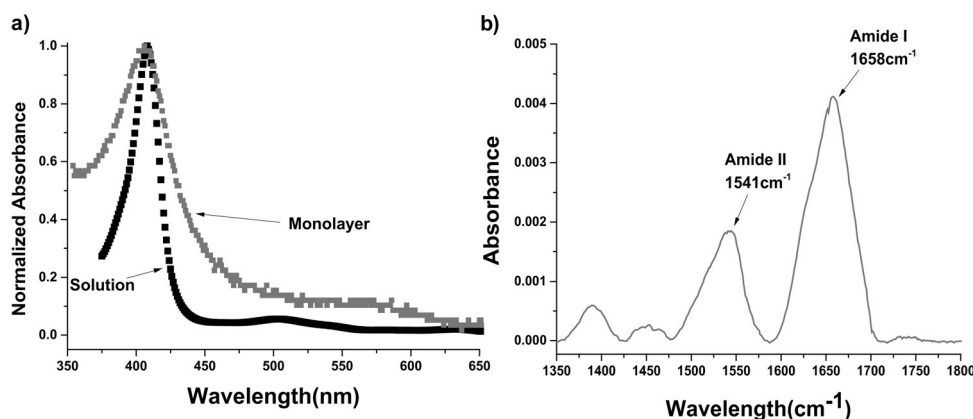 a)
1.0
0.8
0.6
0.4
0.2
0.0
Normalized Absorbance
Monolayer
Solution
350 400 450 500 550 600 650
Wavelength(nm)
b)
0.005
0.004
0.003
0.002
0.001
0.000
Absorbance
Amide I
1658cm-1
Amide II
1541cm-1
1350 1400 1450 1500 1550 1600 1650 1700 1750 1800
Wavelength(cm-1)